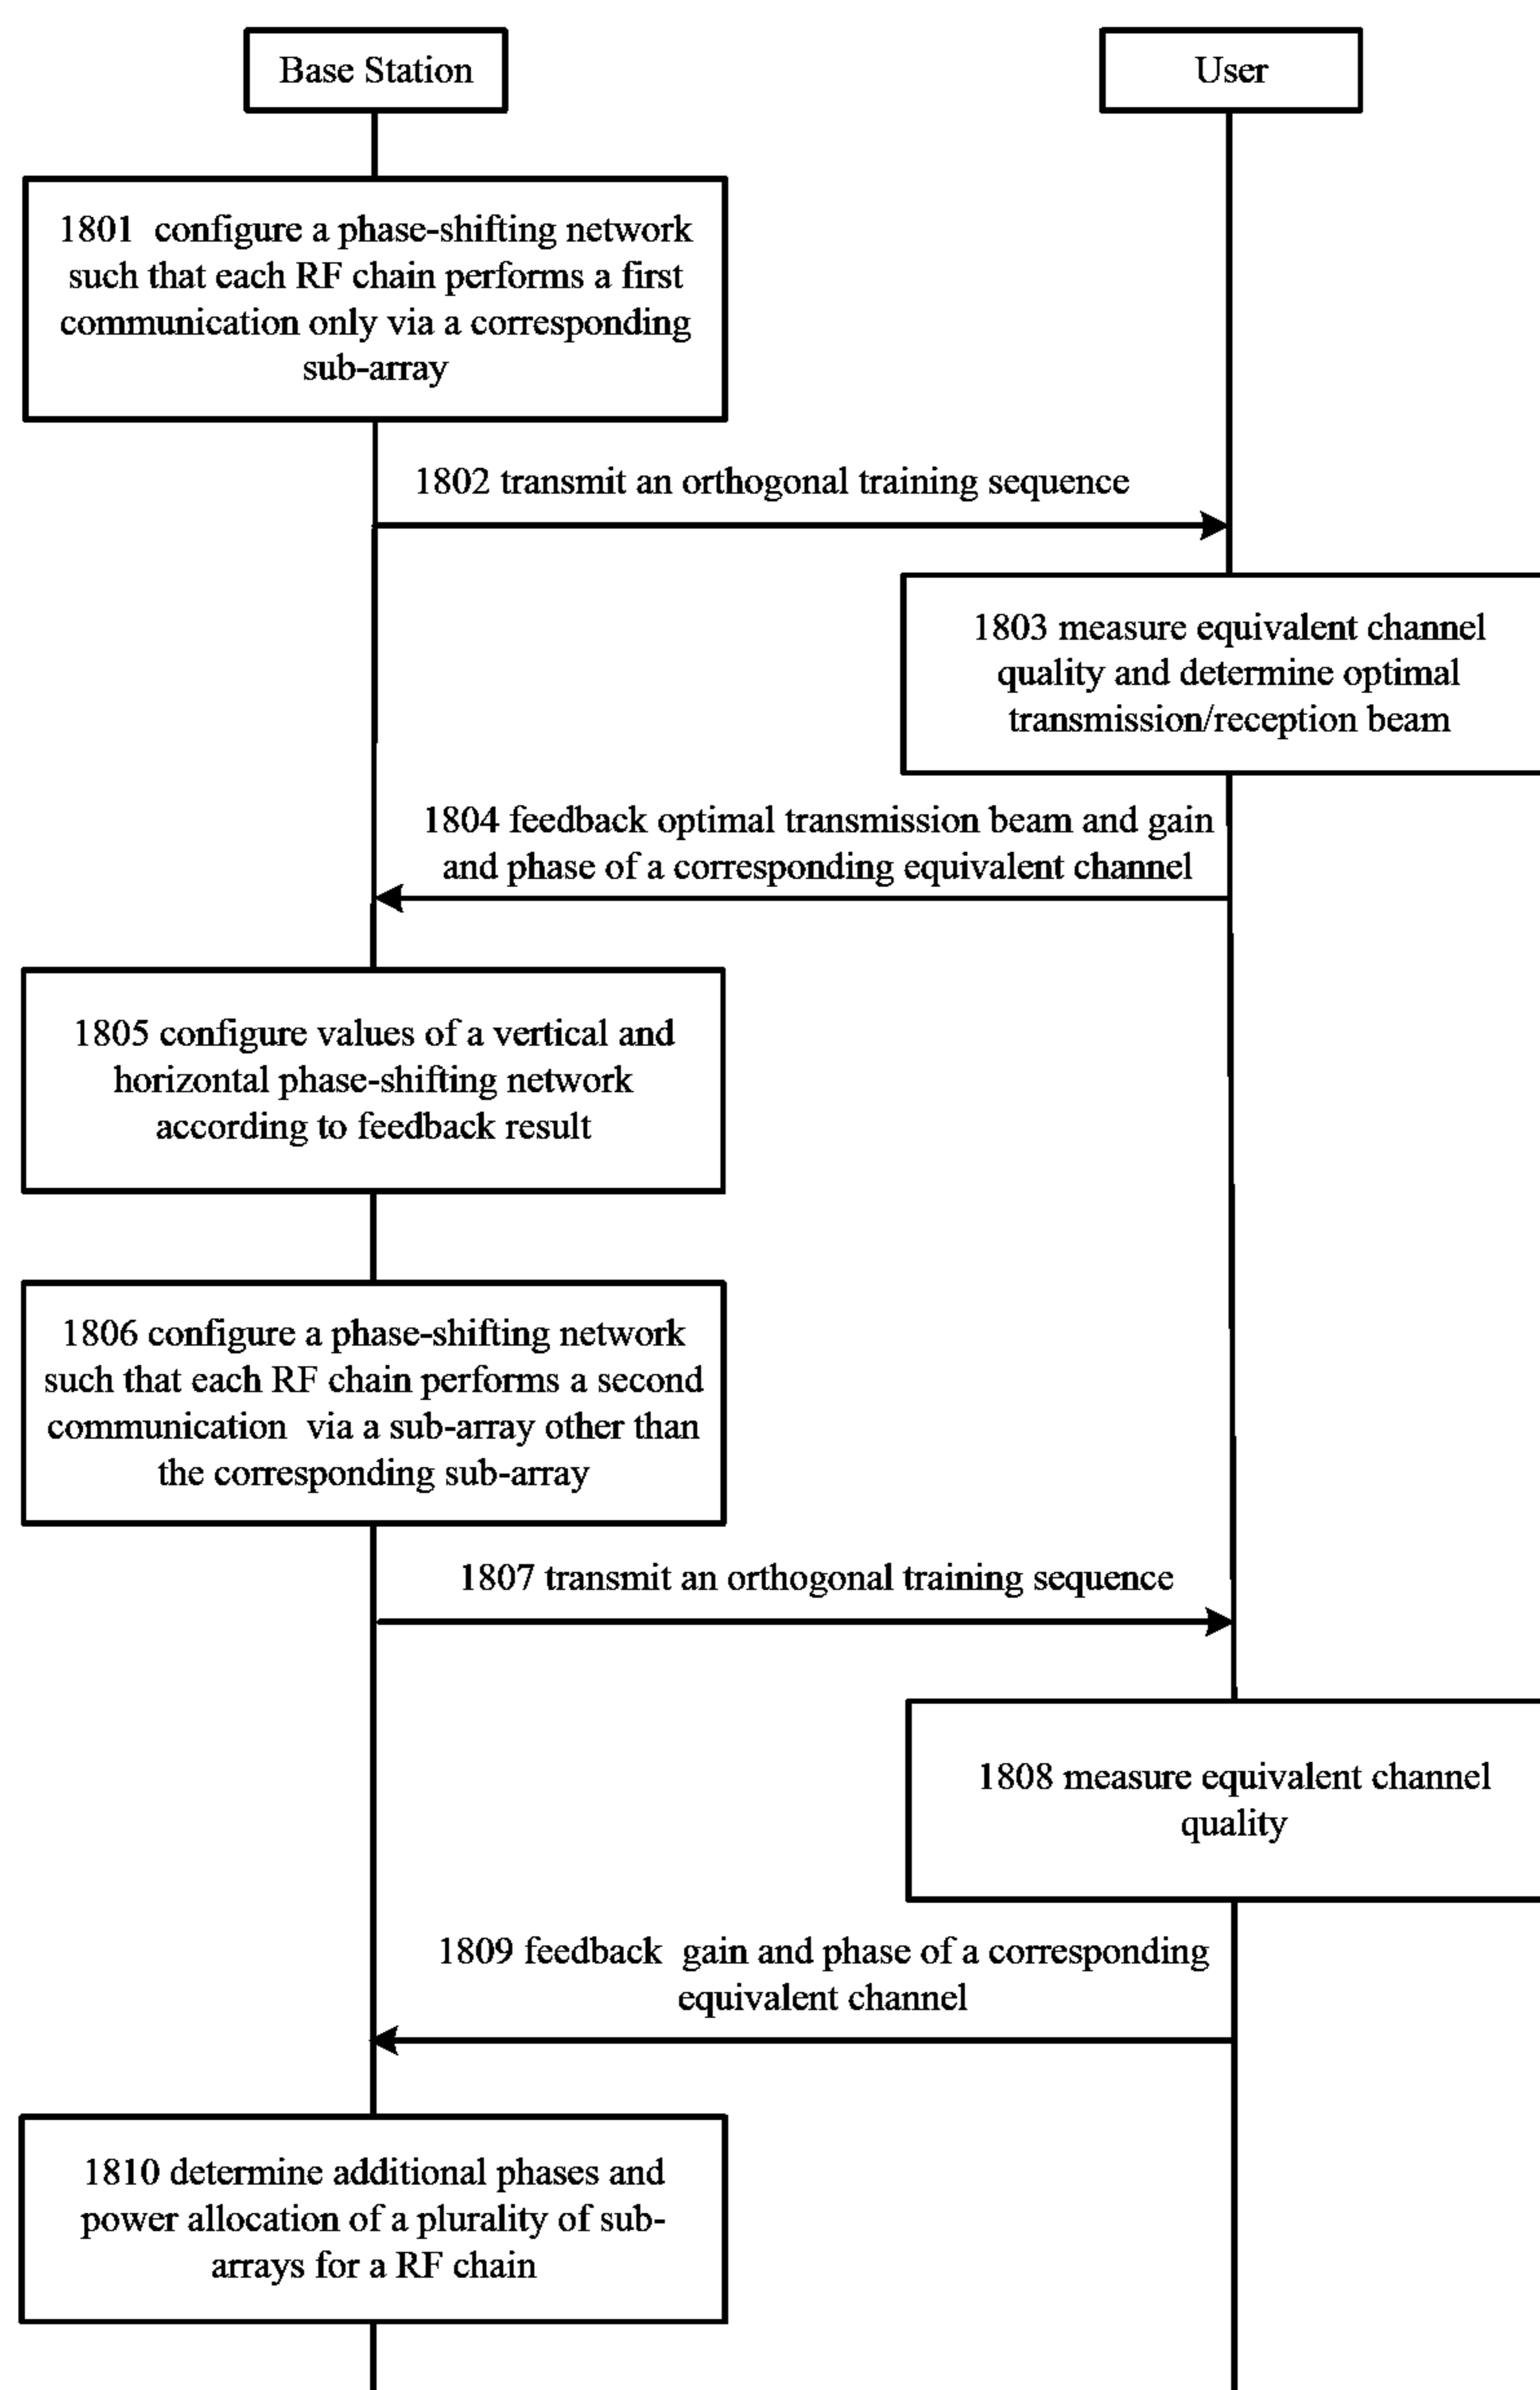 Base Station
User
1801 configure a phase-shifting network
such that each RF chain performs a first
communication only via a corresponding
sub-array
1802 transmit an orthogonal training sequence
1803 measure equivalent channel
quality and determine optimal
transmission/reception beam
1804 feedback optimal transmission beam and gain
and phase of a corresponding equivalent channel
1805 configure values of a vertical and
horizontal phase-shifting network
according to feedback result
1806 configure a phase-shifting network
such that each RF chain performs a second
communication via a sub-array other than
the corresponding sub-array
1807 transmit an orthogonal training sequence
1808 measure equivalent channel
quality
1809 feedback gain and phase of a corresponding
equivalent channel
1810 determine additional phases and
power allocation of a plurality of sub-
arrays for a RF chain